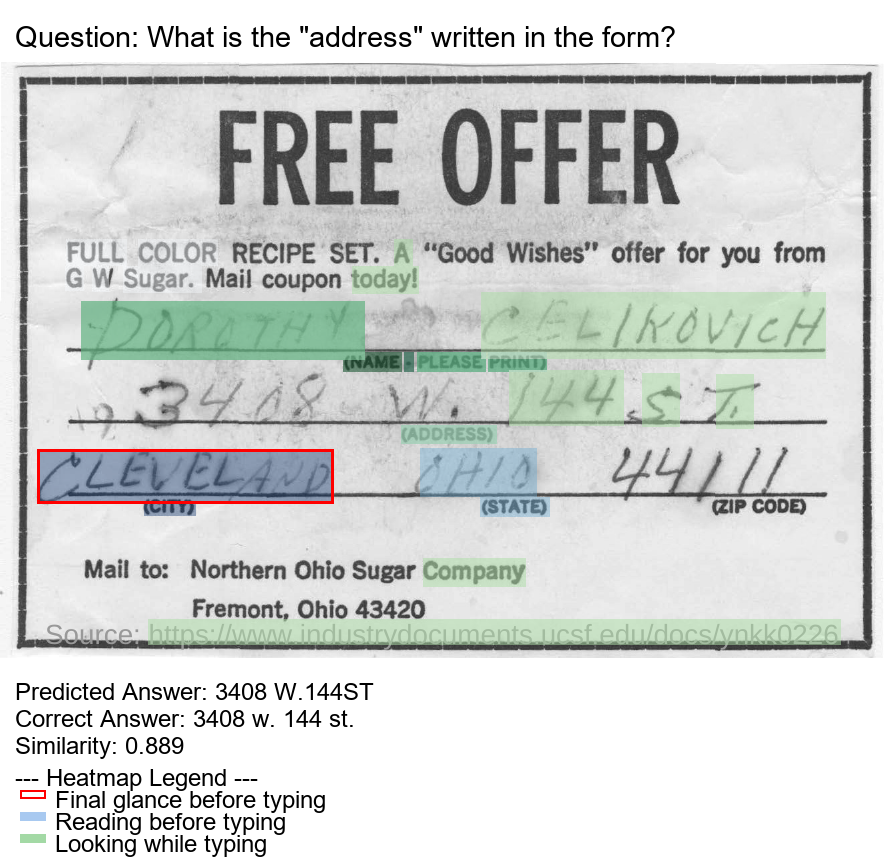 Question: What is the "address" written in the form?
FREE OFFER
FULL COLOR RECIPE SET. A “Good Wishes” offer for you from
G W Sugar. Mail coupon today!
DOROTHY CELIKOVICH
(NAME - PLEASE PRINT)
3408 W. 144 ST.
(ADDRESS)
CLEVELAND OHIO 44111
(CITY) (STATE) (ZIP CODE)
Mail to: Northern Ohio Sugar Company
Fremont, Ohio 43420
Source: https://www.industrydocuments.ucsf.edu/docs/ynkk0226
Predicted Answer: 3408 W.144ST
Correct Answer: 3408 w. 144 st.
Similarity: 0.889
--- Heatmap Legend ---
Final glance before typing
Reading before typing
Looking while typing